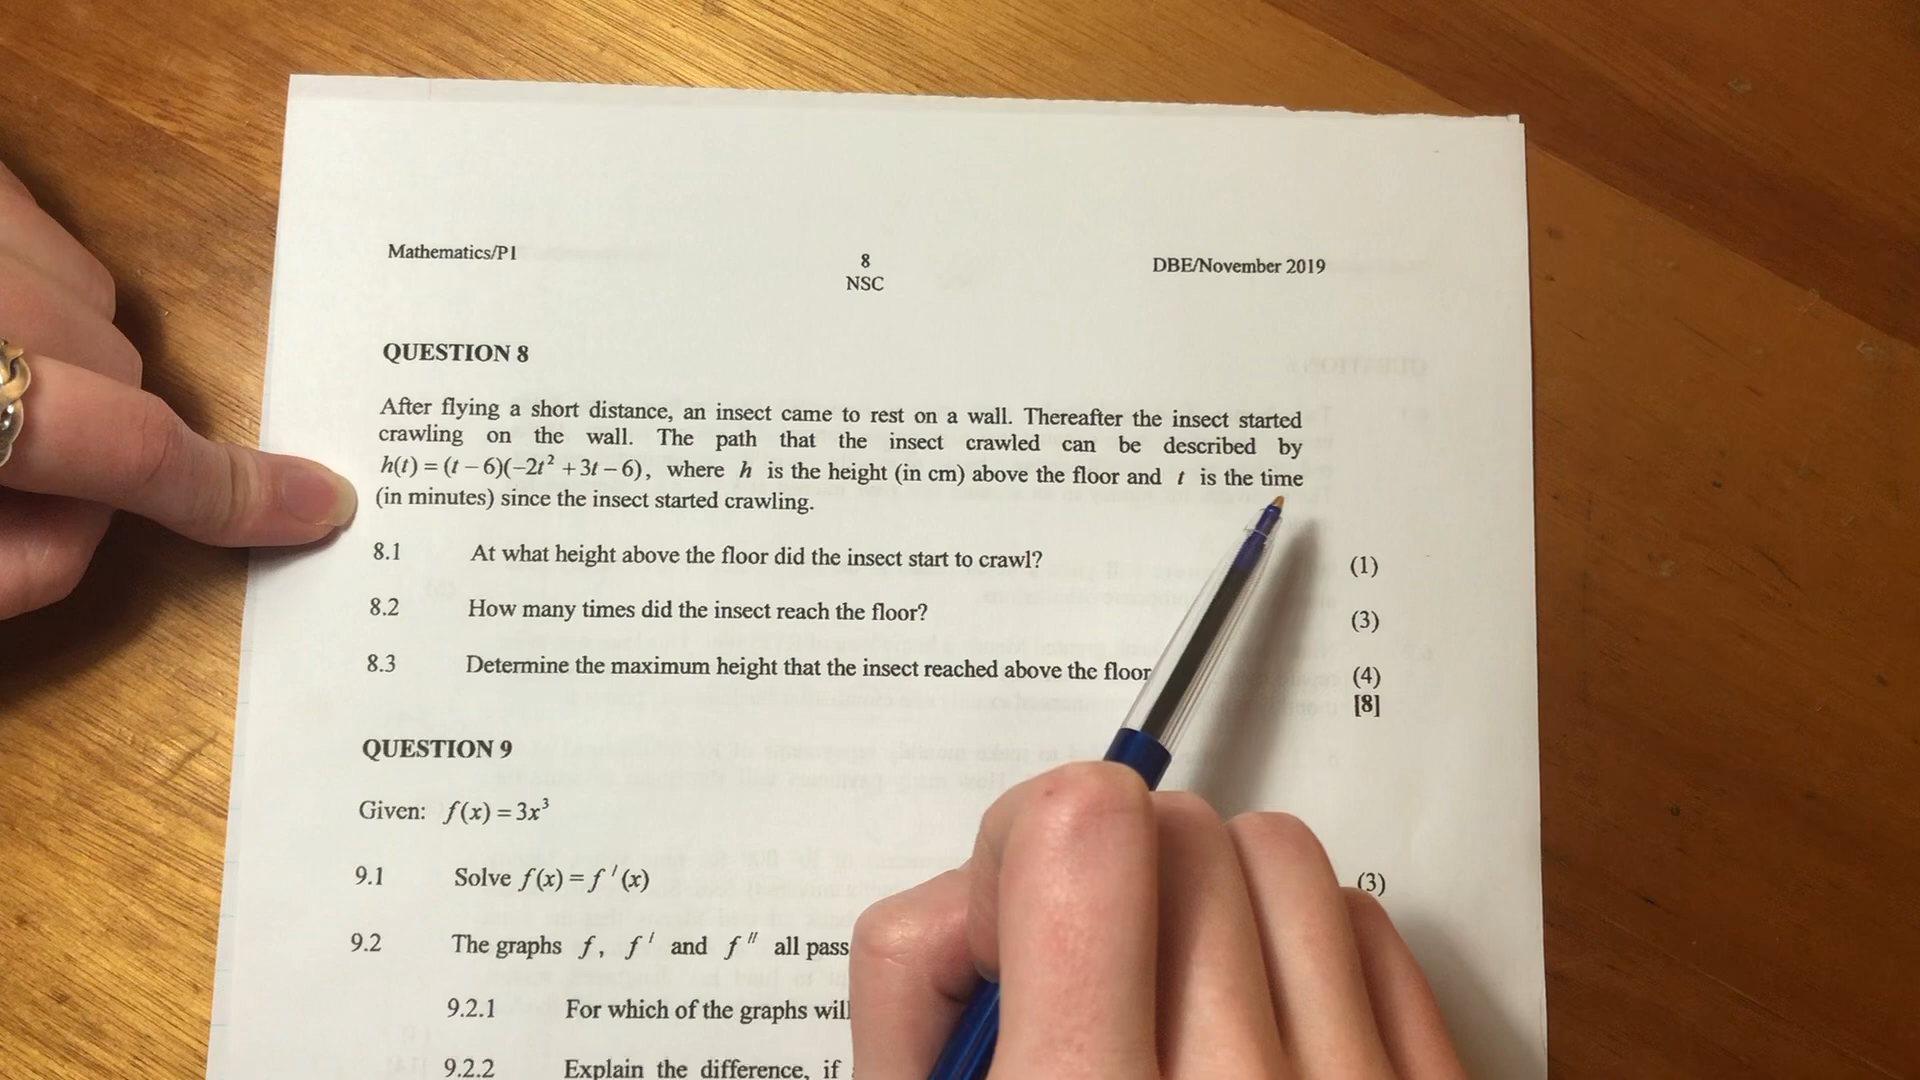 Mathematics/P1
8
NSC
DBE/November 2019
QUESTION 8
After flying a short distance, an insect came to rest on a wall. Thereafter the insect started
crawling on the wall. The path that the insect crawled can be described by
h(t) = (t – 6)(–2t² + 3t – 6), where h is the height (in cm) above the floor and t is the time
(in minutes) since the insect started crawling.
8.1 At what height above the floor did the insect start to crawl? (1)
8.2 How many times did the insect reach the floor? (3)
8.3 Determine the maximum height that the insect reached above the floor (4)
[8]
QUESTION 9
Given: f(x) = 3x³
9.1 Solve f(x) = f ′(x) (3)
9.2 The graphs f, f ′ and f ″ all pass
9.2.1 For which of the graphs will
9.2.2 Explain the difference, if